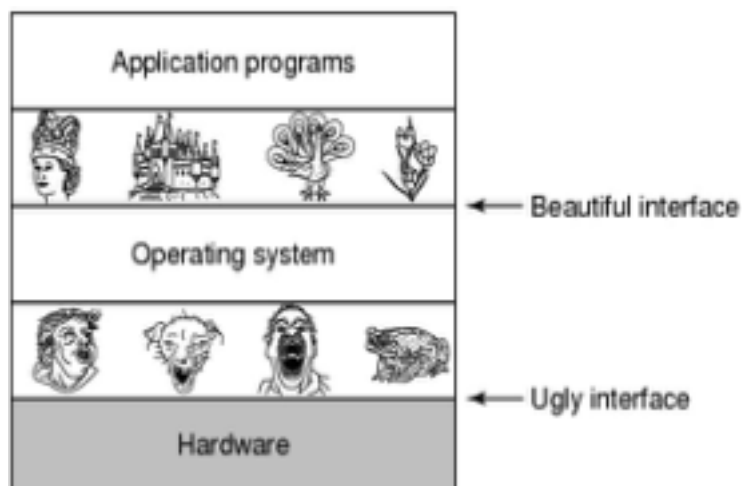 Application programs
Beautiful interface
Operating system
Ugly interface
Hardware